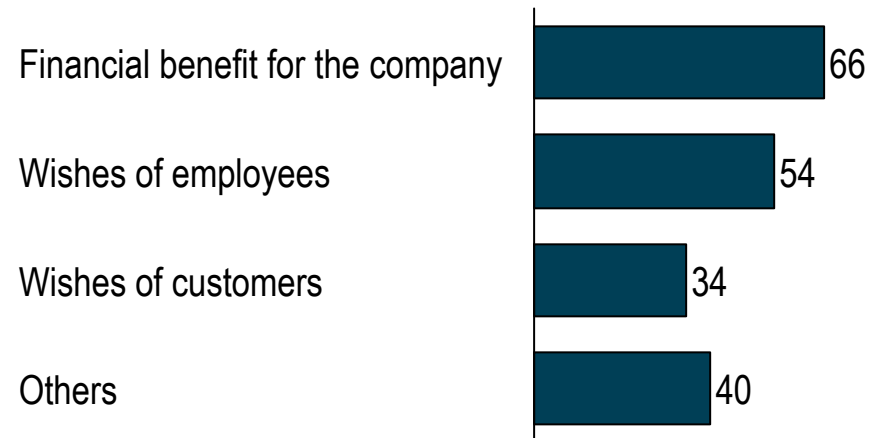 Financial benefit for the company 66
Wishes of employees 54
Wishes of customers 34
Others 40